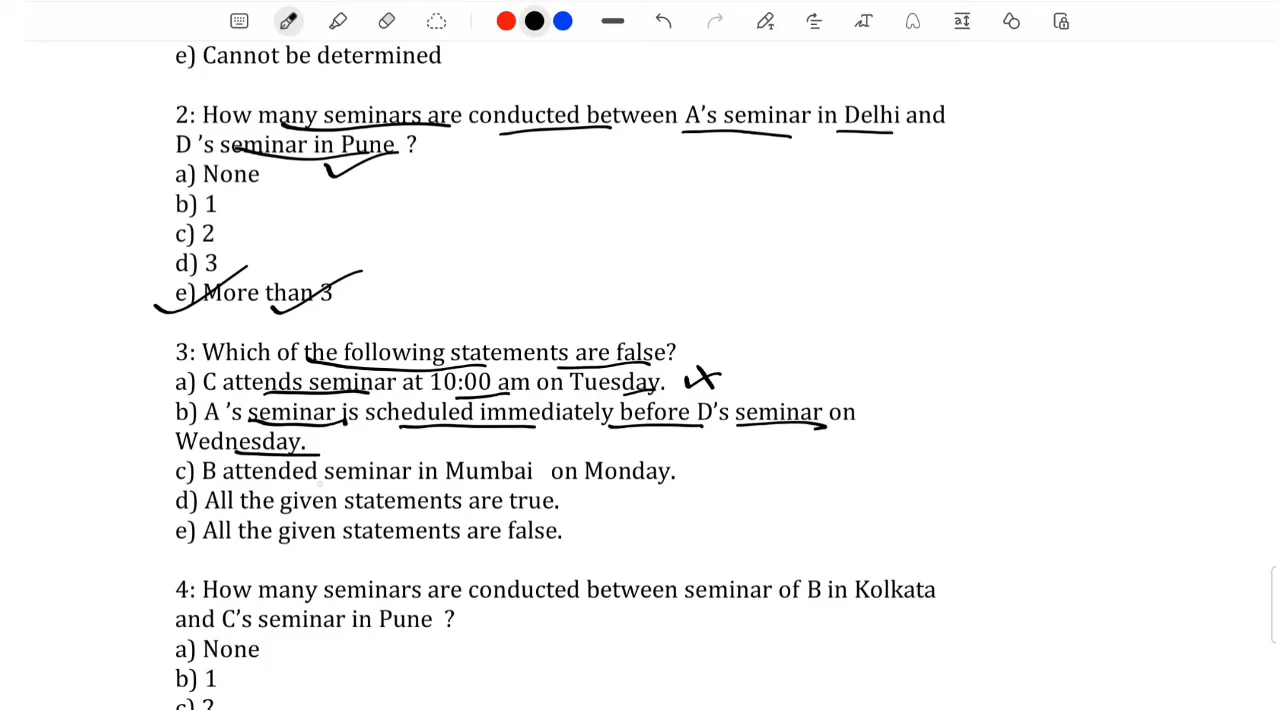 e) Cannot be determined
2: How many seminars are conducted between A’s seminar in Delhi and
D ’s seminar in Pune ?
a) None
b) 1
c) 2
d) 3
e) More than 3
3: Which of the following statements are false?
a) C attends seminar at 10:00 am on Tuesday.
b) A ’s seminar is scheduled immediately before D’s seminar on
Wednesday.
c) B attended seminar in Mumbai on Monday.
d) All the given statements are true.
e) All the given statements are false.
4: How many seminars are conducted between seminar of B in Kolkata
and C’s seminar in Pune ?
a) None
b) 1
c) 2